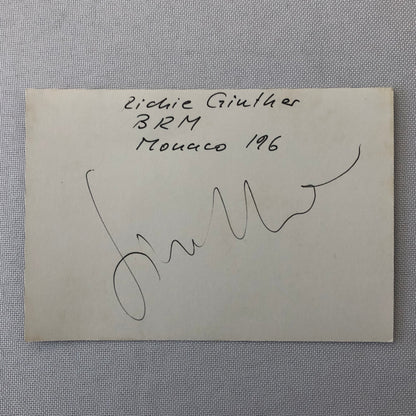 Richie Ginther
BRM
Monaco 196